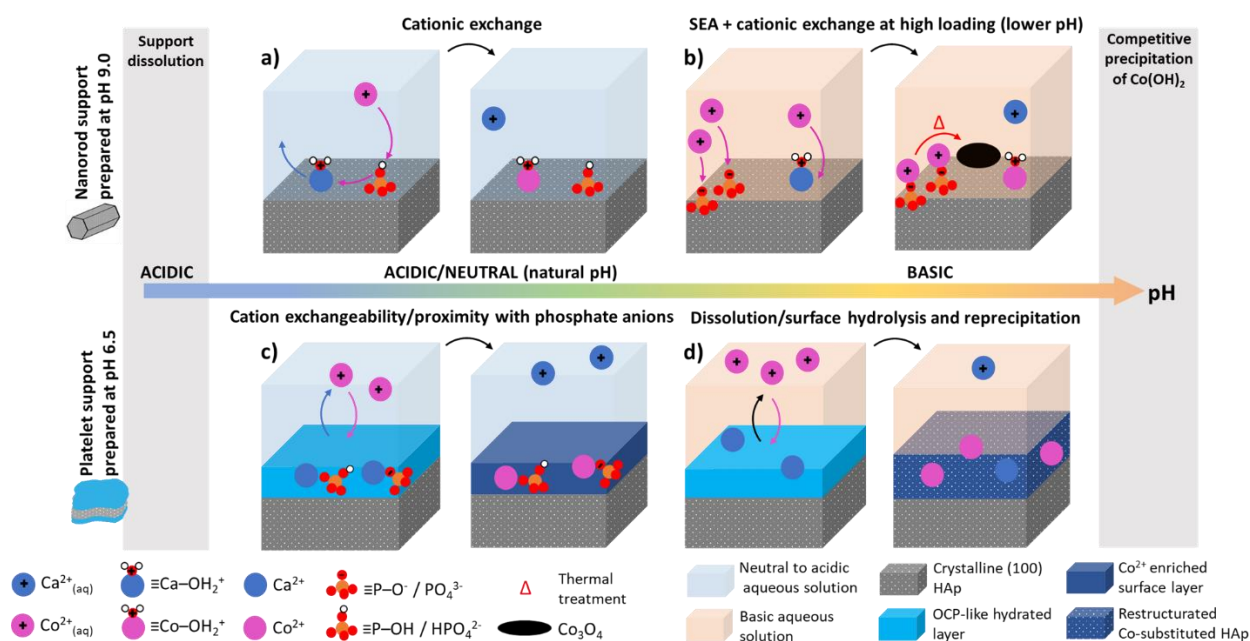 Cationic exchange
SEA + cationic exchange at high loading (lower pH)
Support
dissolution
Competitive
precipitation
of Co(OH)₂
a)
b)
Nanorod support
prepared at pH 9.0
Δ
ACIDIC
ACIDIC/NEUTRAL (natural pH)
BASIC
pH
Cation exchangeability/proximity with phosphate anions
Dissolution/surface hydrolysis and reprecipitation
c)
d)
Platelet support
prepared at pH 6.5
Ca²⁺(aq)
≡Ca–OH₂⁺
Ca²⁺
≡P–O⁻ / PO₄³⁻
Δ
Thermal
treatment
Co²⁺(aq)
≡Co–OH₂⁺
Co²⁺
≡P–OH / HPO₄²⁻
Co₃O₄
Neutral to acidic
aqueous solution
Crystalline (100)
HAp
Co²⁺ enriched
surface layer
Basic aqueous
solution
OCP-like hydrated
layer
Restructurated
Co-substituted HAp